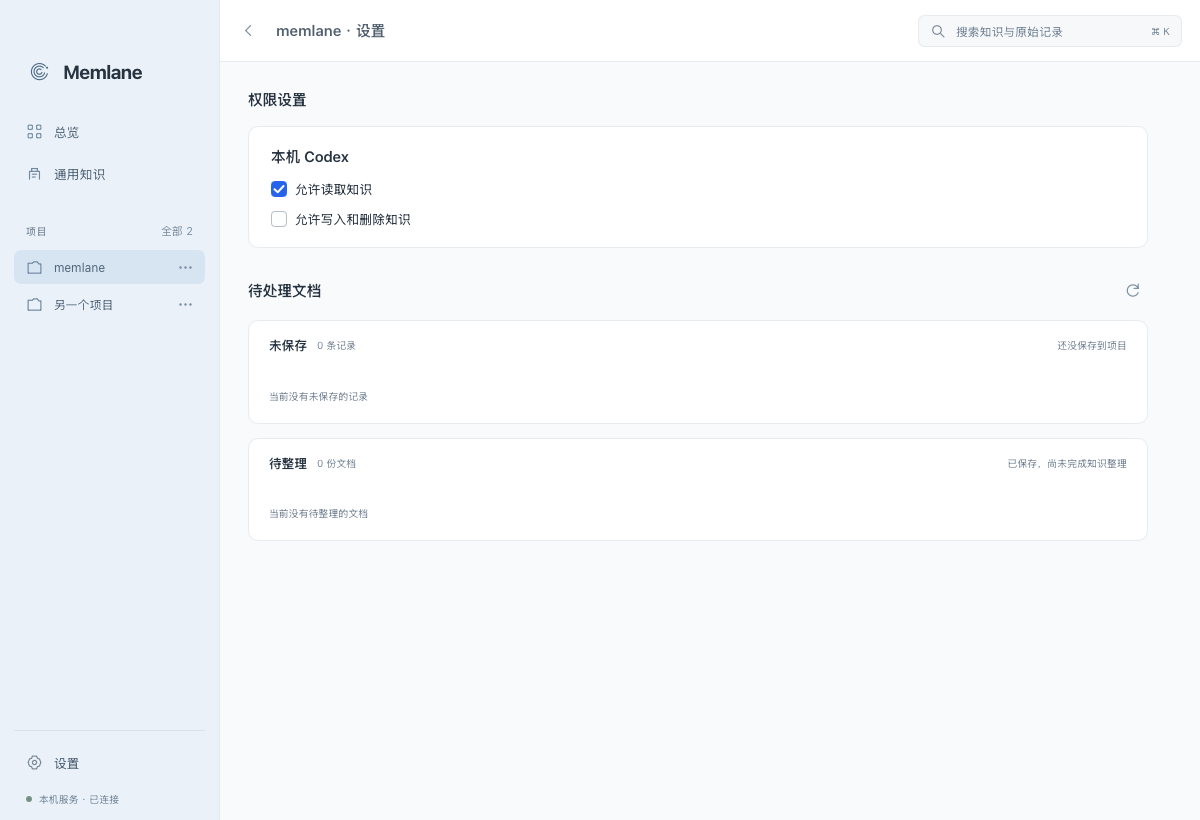 memlane · 设置
搜索知识与原始记录
⌘ K
Memlane
总览
通用知识
项目
全部 2
memlane
另一个项目
设置
本机服务 · 已连接
权限设置
本机 Codex
允许读取知识
允许写入和删除知识
待处理文档
未保存 0 条记录
还没保存到项目
当前没有未保存的记录
待整理 0 份文档
已保存，尚未完成知识整理
当前没有待整理的文档